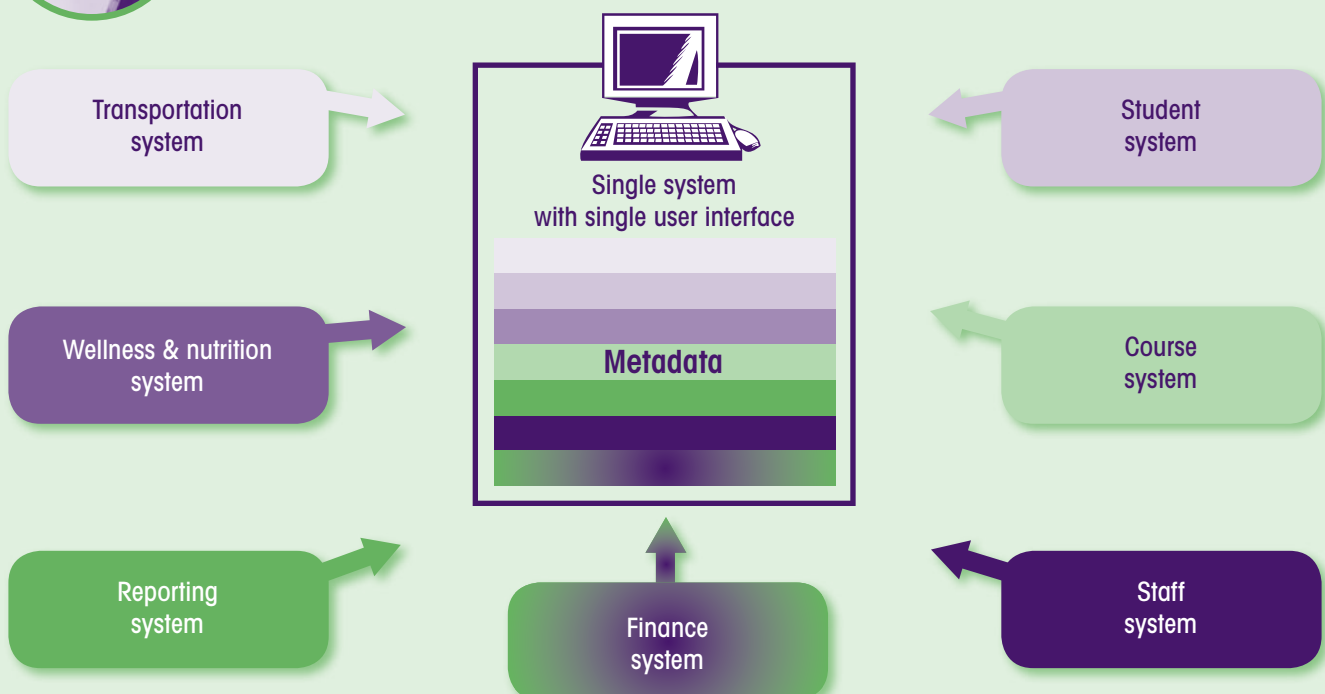 Transportation
system
Student
system
Single system
with single user interface
Wellness & nutrition
system
Metadata
Course
system
Reporting
system
Finance
system
Staff
system